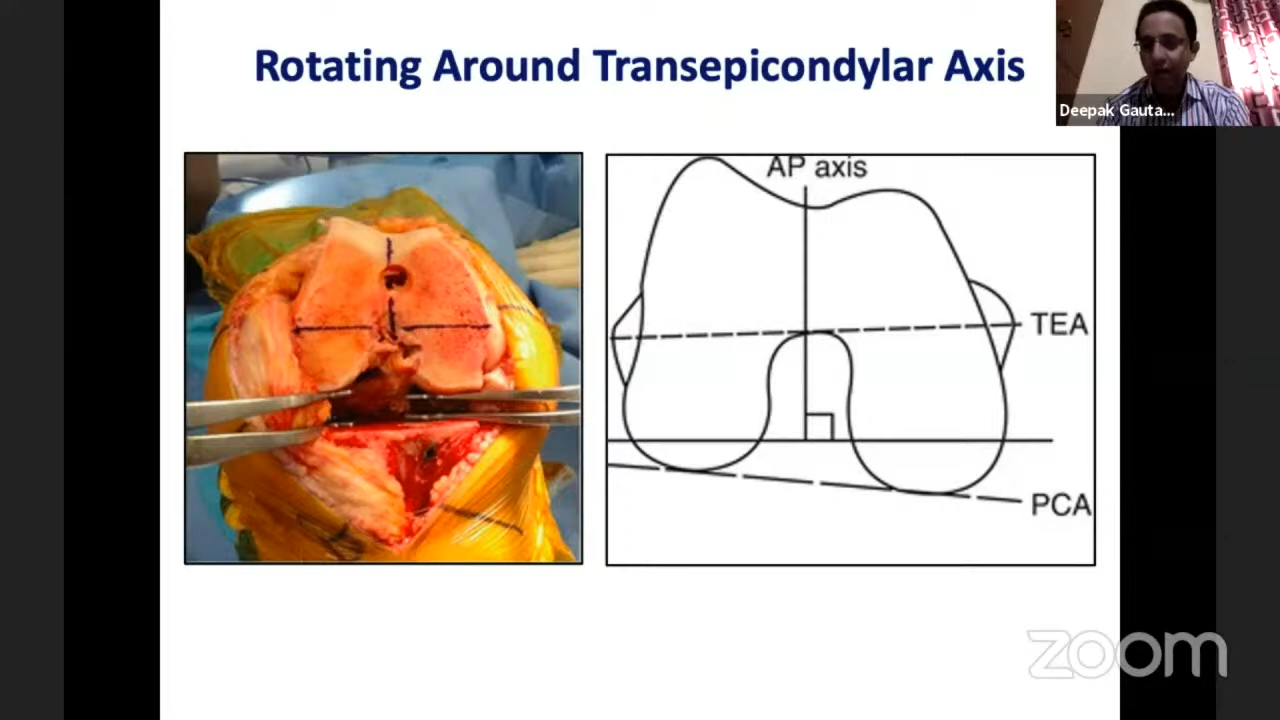 Rotating Around Transepicondylar Axis
Deepak Gauta...
AP axis
TEA
PCA
zoom